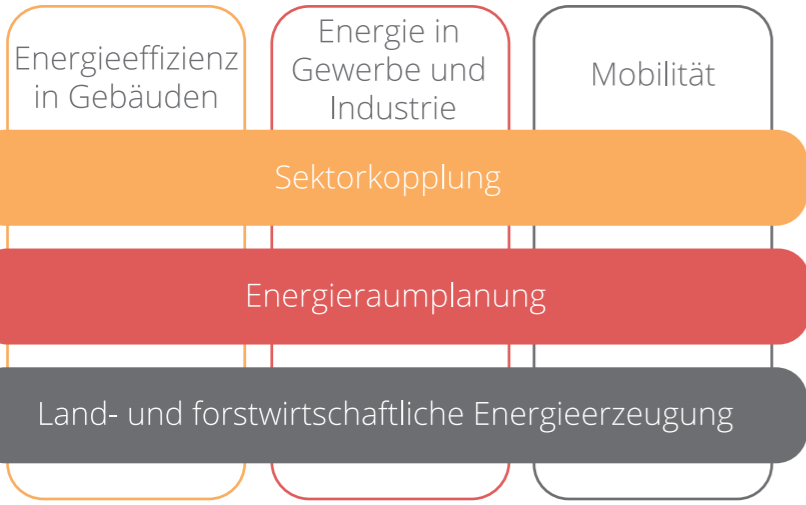 Energieeffizienz
in Gebäuden
Energie in
Gewerbe und
Industrie
Mobilität
Sektorkopplung
Energieraumplanung
Land- und forstwirtschaftliche Energieerzeugung